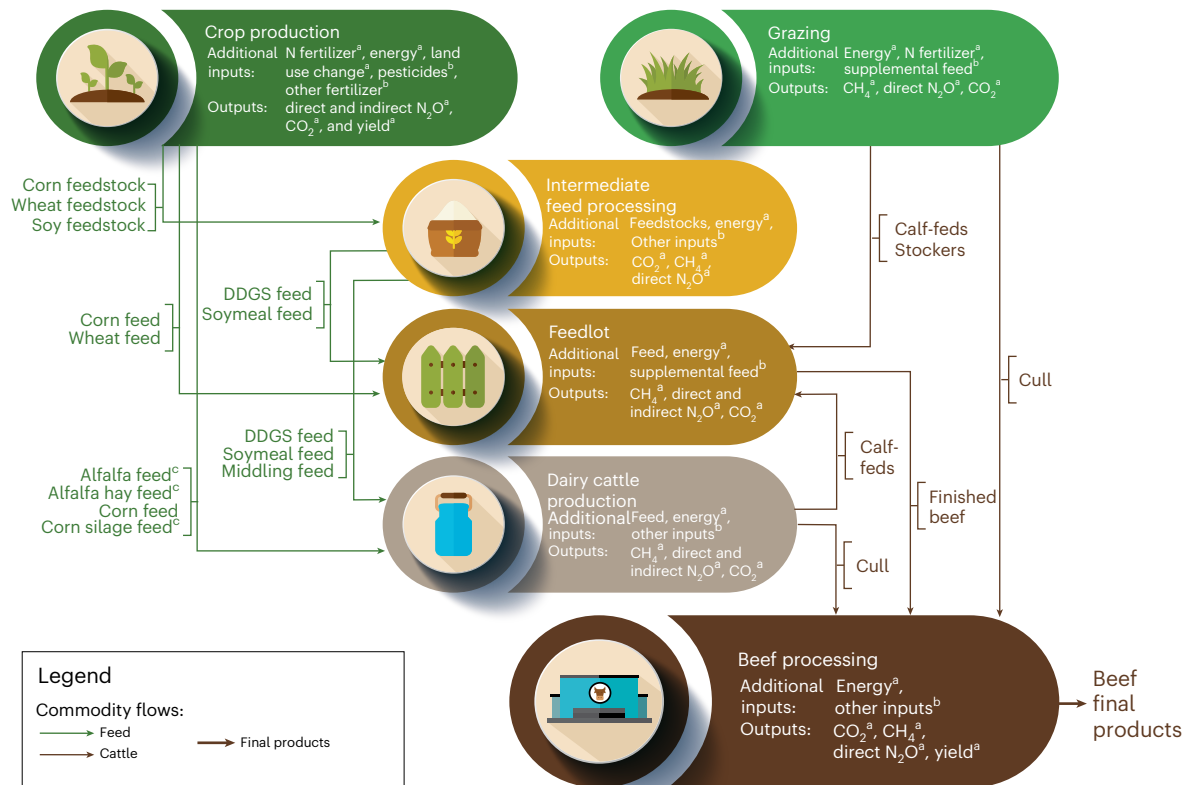 Crop production
Additional inputs: N fertilizerᵃ, energyᵃ, land
use changeᵃ, pesticidesᵇ,
other fertilizerᵇ
Outputs: direct and indirect N₂Oᵃ,
CO₂ᵃ, and yieldᵃ
Grazing
Additional inputs: Energyᵃ, N fertilizerᵃ,
supplemental feedᵇ
Outputs: CH₄ᵃ, direct N₂Oᵃ, CO₂ᵃ
Corn feedstock
Wheat feedstock
Soy feedstock
Intermediate
feed processing
Additional inputs: Feedstocks, energyᵃ,
Other inputsᵇ
Outputs: CO₂ᵃ, CH₄ᵃ,
direct N₂Oᵃ
Calf-feds
Stockers
DDGS feed
Soymeal feed
Corn feed
Wheat feed
Feedlot
Additional inputs: Feed, energyᵃ,
supplemental feedᵇ
Outputs: CH₄ᵃ, direct and
indirect N₂Oᵃ, CO₂ᵃ
Cull
DDGS feed
Soymeal feed
Middling feed
Calf-
feds
Alfalfa feedᶜ
Alfalfa hay feedᶜ
Corn feed
Corn silage feedᶜ
Dairy cattle
production
Additional inputs: Feed, energyᵃ,
other inputsᵇ
Outputs: CH₄ᵃ, direct and
indirect N₂Oᵃ, CO₂ᵃ
Finished
beef
Cull
Beef processing
Additional inputs: Energyᵃ,
other inputsᵇ
Outputs: CO₂ᵃ, CH₄ᵃ,
direct N₂Oᵃ, yieldᵃ
Beef
final
products
Legend
Commodity flows:
Feed
Cattle
Final products